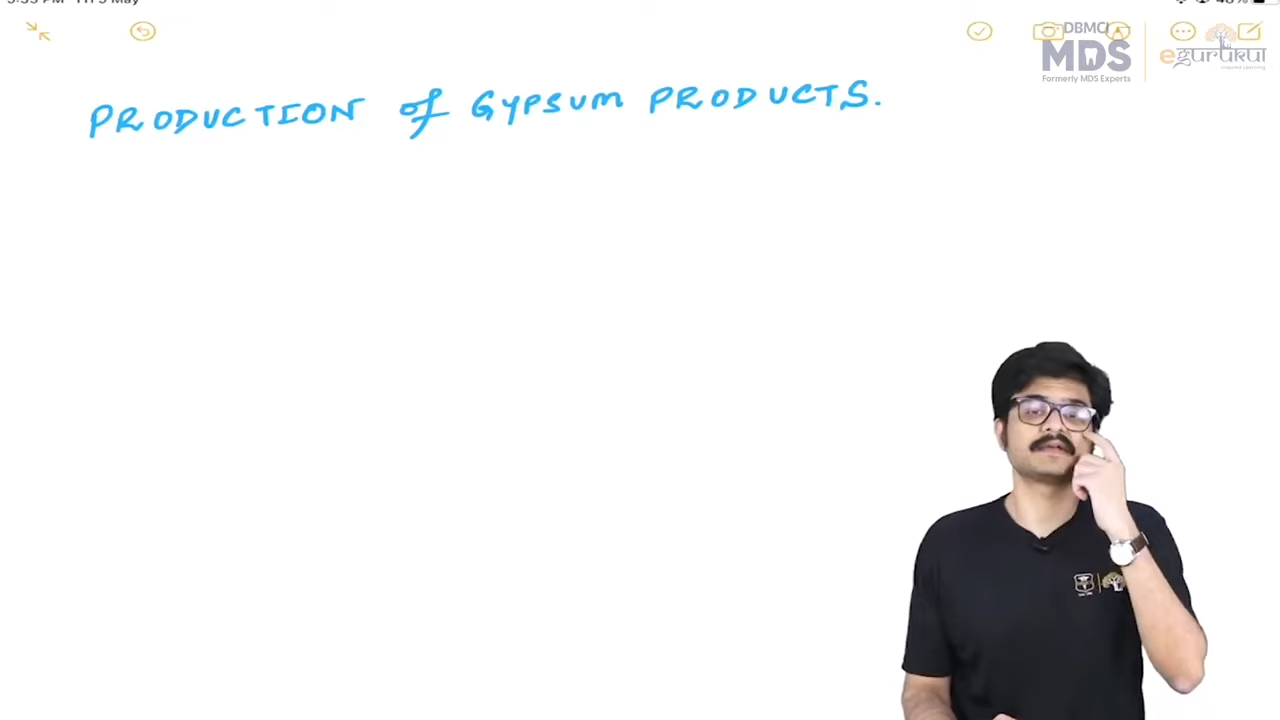 DBMCI
MDS
Formerly MDS Experts
egurukul
PRODUCTION of GYPSUM PRODUCTS.